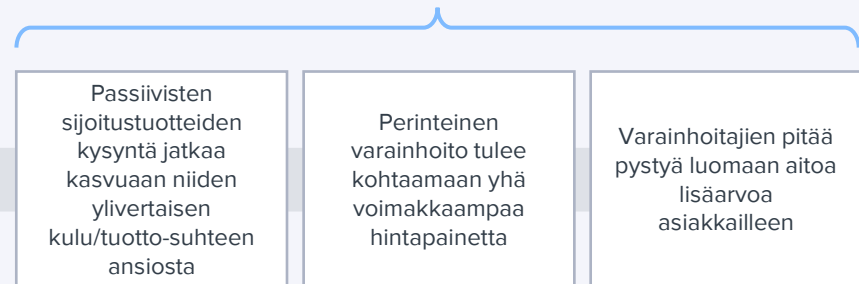 Passiivisten
sijoitustuotteiden
kysyntä jatkaa
kasvuaan niiden
ylivertaisen
kulu/tuotto-suhteen
ansiosta
Perinteinen
varainhoito tulee
kohtaamaan yhä
voimakkaampaa
hintapainetta
Varainhoitajien pitää
pystyä luomaan aitoa
lisäarvoa
asiakkailleen